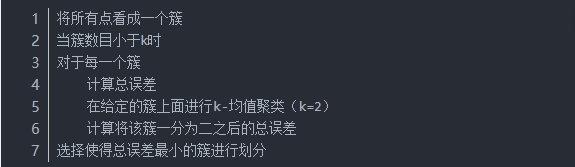 1 将所有点看成一个簇
2 当簇数目小于k时
3 对于每一个簇
4 计算总误差
5 在给定的簇上面进行k-均值聚类（k=2）
6 计算将该簇一分为二之后的总误差
7 选择使得总误差最小的簇进行划分